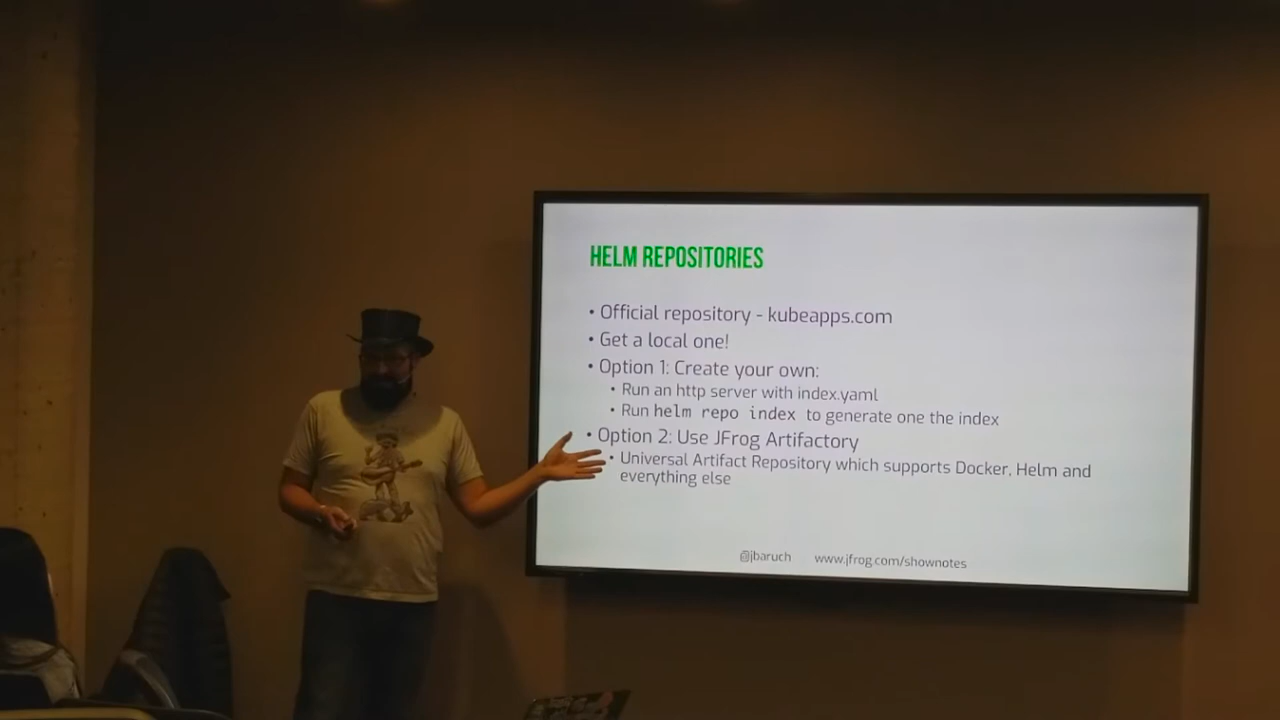 HELM REPOSITORIES
• Official repository - kubeapps.com
• Get a local one!
• Option 1: Create your own:
• Run an http server with index.yaml
• Run helm repo index to generate one the index
• Option 2: Use JFrog Artifactory
• Universal Artifact Repository which supports Docker, Helm and
everything else
@jbaruch www.jfrog.com/shownotes